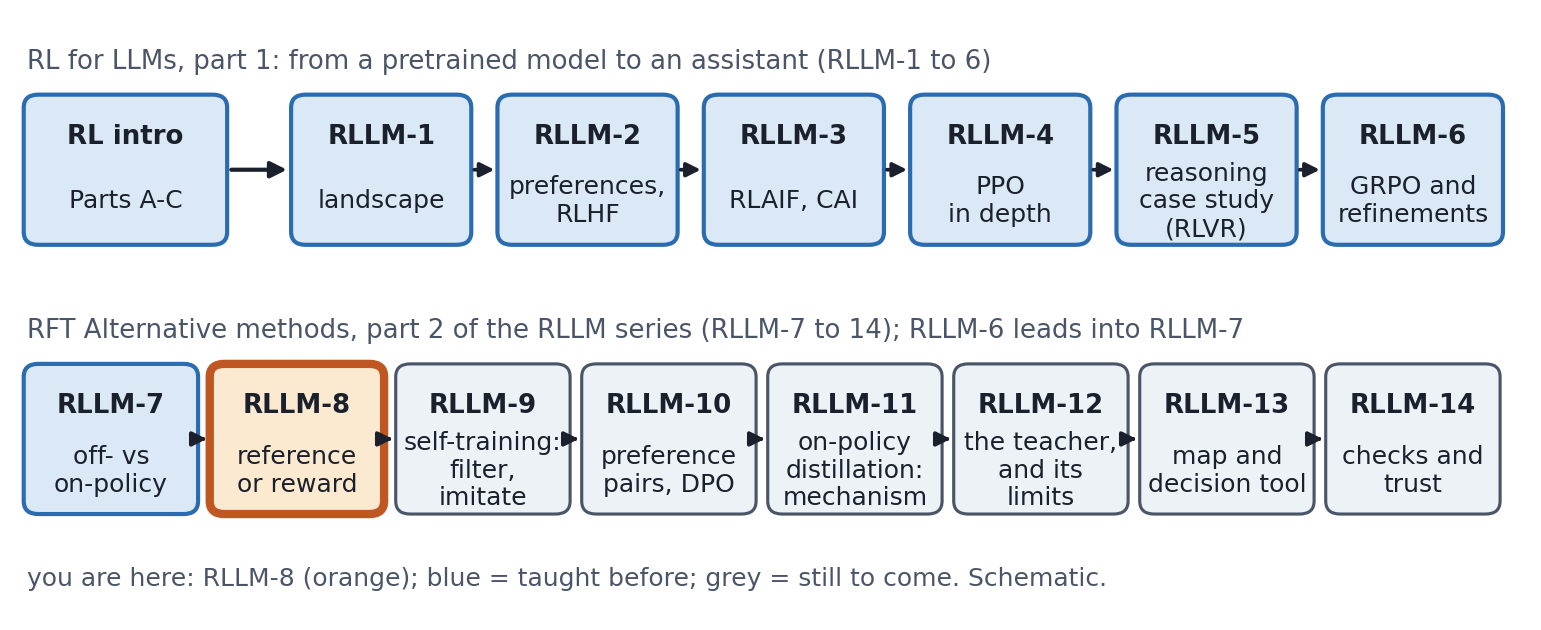 RL for LLMs, part 1: from a pretrained model to an assistant (RLLM-1 to 6)
RL intro
Parts A-C
RLLM-1
landscape
RLLM-2
preferences,
RLHF
RLLM-3
RLAIF, CAI
RLLM-4
PPO
in depth
RLLM-5
reasoning
case study
(RLVR)
RLLM-6
GRPO and
refinements
RFT Alternative methods, part 2 of the RLLM series (RLLM-7 to 14); RLLM-6 leads into RLLM-7
RLLM-7
off- vs
on-policy
RLLM-8
reference
or reward
RLLM-9
self-training:
filter,
imitate
RLLM-10
preference
pairs, DPO
RLLM-11
on-policy
distillation:
mechanism
RLLM-12
the teacher,
and its
limits
RLLM-13
map and
decision tool
RLLM-14
checks and
trust
you are here: RLLM-8 (orange); blue = taught before; grey = still to come. Schematic.